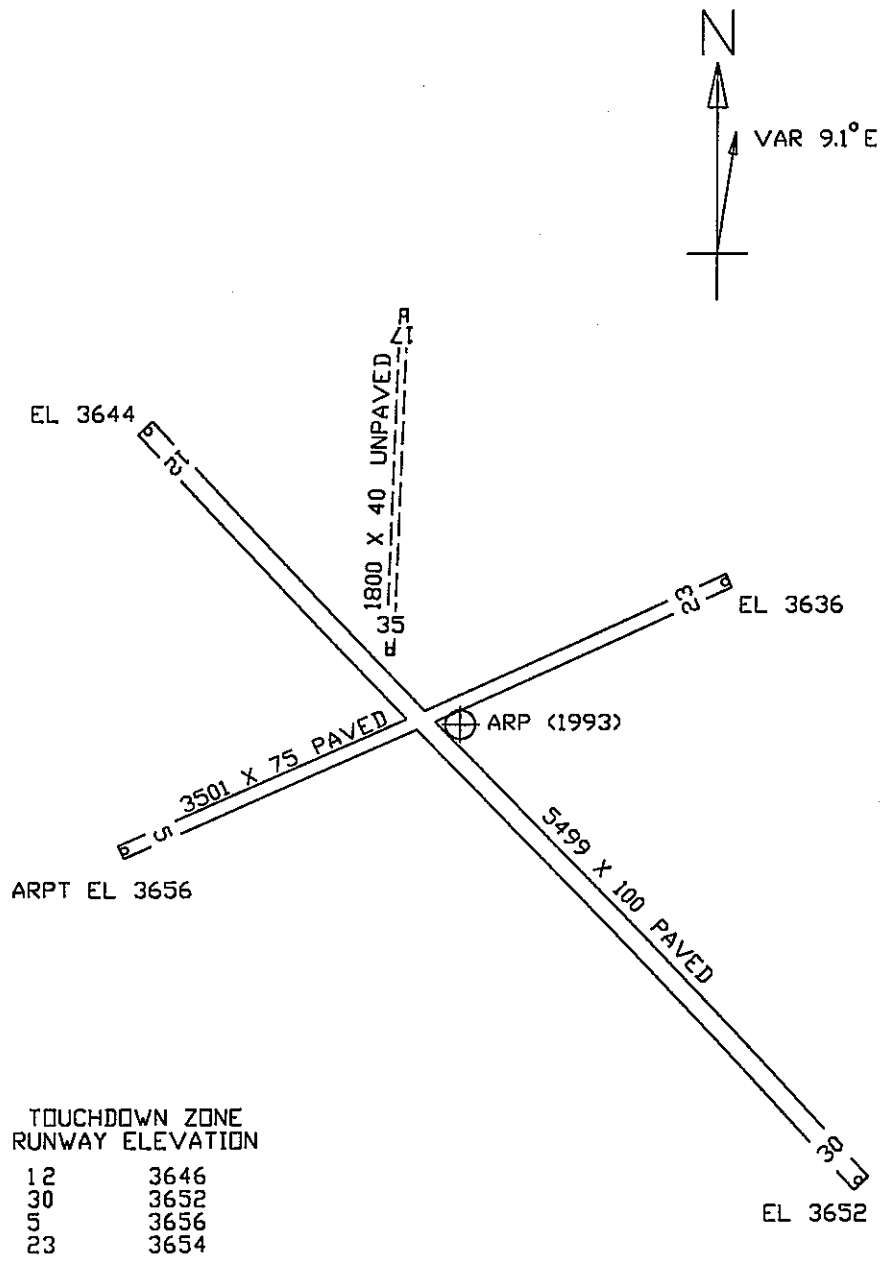 N
VAR 9.1° E
17
EL 3644
12
1800 X 40 UNPAVED
35
23
EL 3636
ARP (1993)
3501 X 75 PAVED
5
ARPT EL 3656
5499 X 100 PAVED
30
EL 3652
TOUCHDOWN ZONE
RUNWAY ELEVATION
12 3646
30 3652
5 3656
23 3654